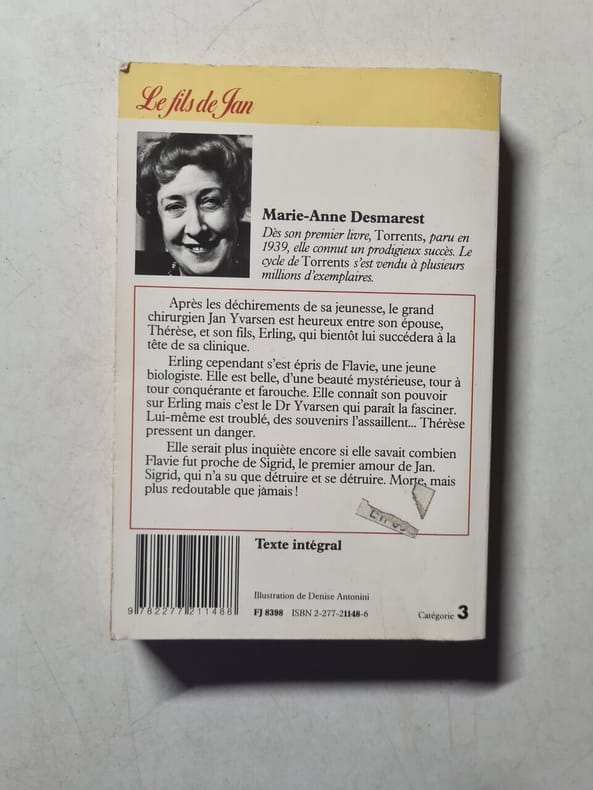 Le fils de Jan
Marie-Anne Desmarest
Dès son premier livre, Torrents, paru en
1939, elle connut un prodigieux succès. Le
cycle de Torrents s'est vendu à plusieurs
millions d'exemplaires.
Après les déchirements de sa jeunesse, le grand
chirurgien Jan Yvarsen est heureux entre son épouse,
Thérèse, et son fils, Erling, qui bientôt lui succédera à la
tête de sa clinique.
Erling cependant s'est épris de Flavie, une jeune
biologiste. Elle est belle, d'une beauté mystérieuse, tour à
tour conquérante et farouche. Elle connaît son pouvoir
sur Erling mais c'est le Dr Yvarsen qui paraît la fasciner.
Lui-même est troublé, des souvenirs l'assaillent... Thérèse
pressent un danger.
Elle serait plus inquiète encore si elle savait combien
Flavie fut proche de Sigrid, le premier amour de Jan.
Sigrid, qui n'a su que détruire et se détruire. Morte, mais
plus redoutable que jamais !
Texte intégral
Illustration de Denise Antonini
9 782277 211488
FJ 8398 ISBN 2-277-21148-6
Catégorie 3